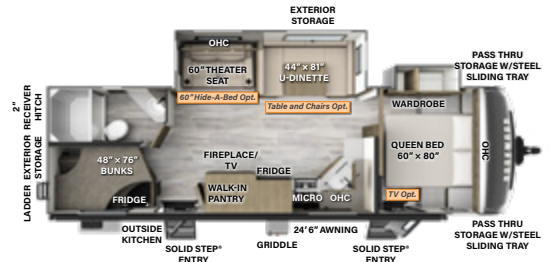 EXTERIOR
STORAGE
OHC
60" THEATER
SEAT
44" x 81"
U-DINETTE
60" Hide-A-Bed Opt.
Table and Chairs Opt.
PASS THRU
STORAGE W/STEEL
SLIDING TRAY
WARDROBE
QUEEN BED
60" x 80"
OHC
TV Opt.
2"
RECEIVER
HITCH
EXTERIOR
STORAGE
LADDER
48" x 76"
BUNKS
FRIDGE
FIREPLACE/
TV
FRIDGE
WALK-IN
PANTRY
MICRO
OHC
OUTSIDE
KITCHEN
SOLID STEP®
ENTRY
GRIDDLE
24' 6" AWNING
SOLID STEP®
ENTRY
PASS THRU
STORAGE W/STEEL
SLIDING TRAY